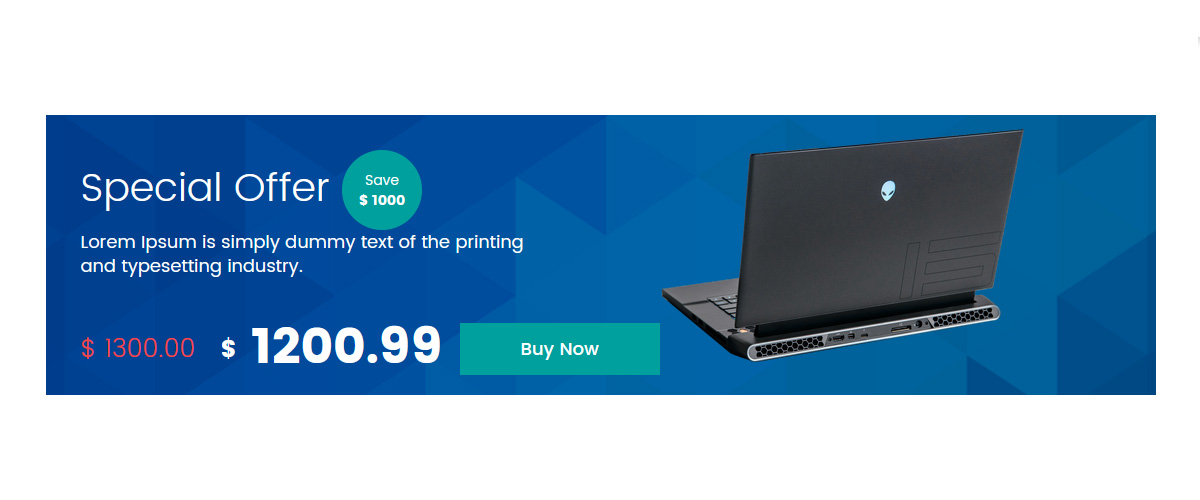 Special Offer
Save
$ 1000
Lorem Ipsum is simply dummy text of the printing
and typesetting industry.
$ 1300.00 $ 1200.99 Buy Now